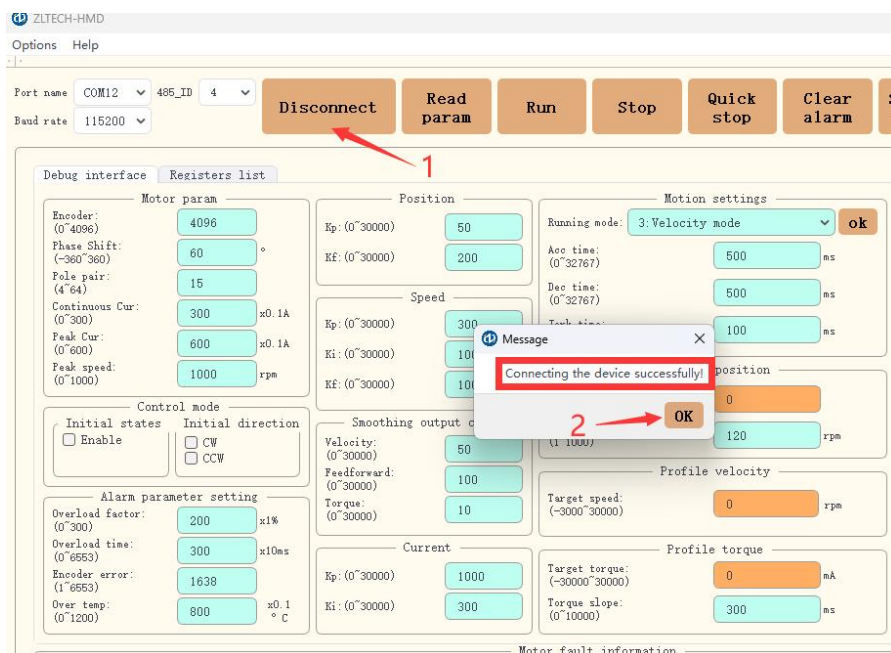 ZLTECH-HMD
Options Help
Port name COM12 485_ID 4
Baud rate 115200
Disconnect
Read param
Run
Stop
Quick stop
Clear alarm
1
Debug interface Registers list
Motor param
Encoder: (0~4096) 4096
Phase Shift: (-360~360) 60 °
Pole pair: (4~64) 15
Continuous Cur: (0~300) 300 x0.1A
Peak Cur: (0~600) 600 x0.1A
Peak speed: (0~1000) 1000 rpm
Control mode
Initial states Initial direction
Enable CW
CCW
Alarm parameter setting
Overload factor: (0~300) 200 x1%
Overload time: (0~6553) 300 x10ms
Encoder error: (1~6553) 1638
Over temp: (0~1200) 800 x0.1 °C
Position
Kp:(0~30000) 50
Kf:(0~30000) 200
Speed
Kp:(0~30000) 300
Ki:(0~30000)
Kf:(0~30000)
Smoothing output
Velocity: (0~30000) 50
Feedforward: (0~30000) 100
Torque: (0~30000) 10
Current
Kp:(0~30000) 1000
Ki:(0~30000) 300
Motion settings
Running mode: 3:Velocity mode ok
Acc time: (0~32767) 500 ms
Dec time: (0~32767) 500 ms
100 ms
position
0
120 rpm
Message
Connecting the device successfully!
2
OK
Profile velocity
Target speed: (-3000~30000) 0 rpm
Profile torque
Target torque: (-30000~30000) 0 mA
Torque slope: (0~10000) 300 ms
Motor fault information